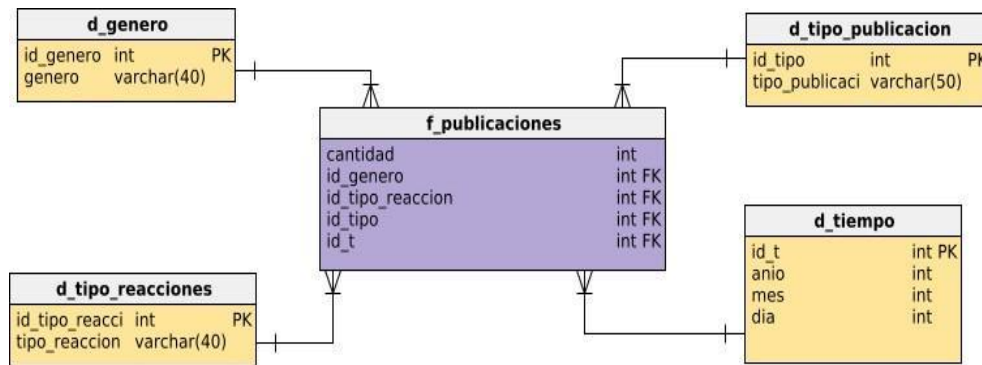 d_genero
id_genero int PK
genero varchar(40)
d_tipo_publicacion
id_tipo int PK
tipo_publicaci varchar(50)
f_publicaciones
cantidad int
id_genero int FK
id_tipo_reaccion int FK
id_tipo int FK
id_t int FK
d_tipo_reacciones
id_tipo_reacci int PK
tipo_reaccion varchar(40)
d_tiempo
id_t int PK
anio int
mes int
dia int